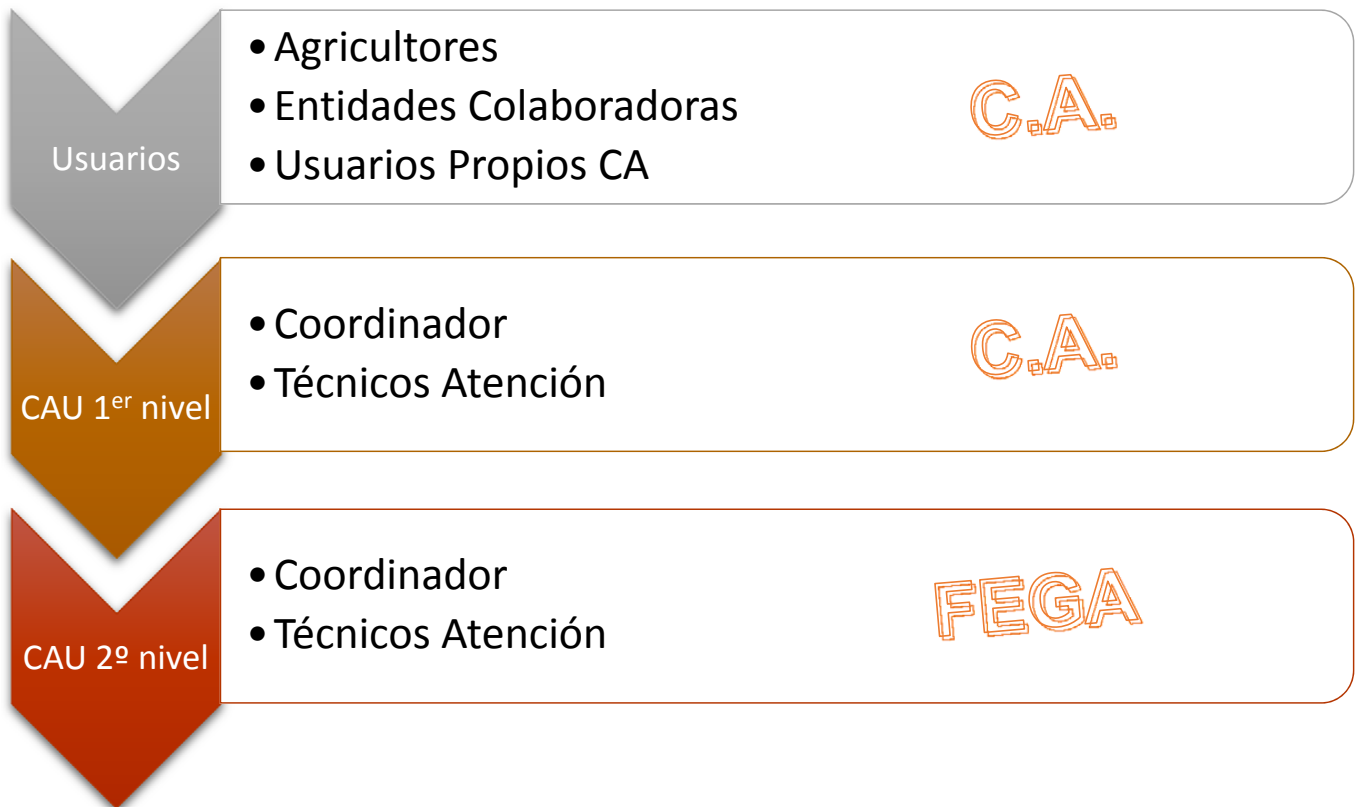 Usuarios
• Agricultores
• Entidades Colaboradoras
• Usuarios Propios CA
C.A.
CAU 1er nivel
• Coordinador
• Técnicos Atención
C.A.
CAU 2º nivel
• Coordinador
• Técnicos Atención
FEGA